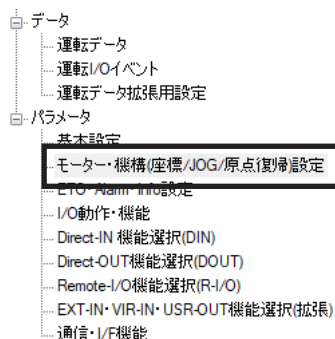 データ
運転データ
運転I/Oイベント
運転データ拡張用設定
パラメータ
基本設定
モーター・機構(座標/JOG/原点復帰)設定
ETO・Alarm・Info設定
I/O動作・機能
Direct-IN 機能選択(DIN)
Direct-OUT機能選択(DOUT)
Remote-I/O機能選択(R-I/O)
EXT-IN・VIR-IN・USR-OUT機能選択(拡張)
通信・I/F機能